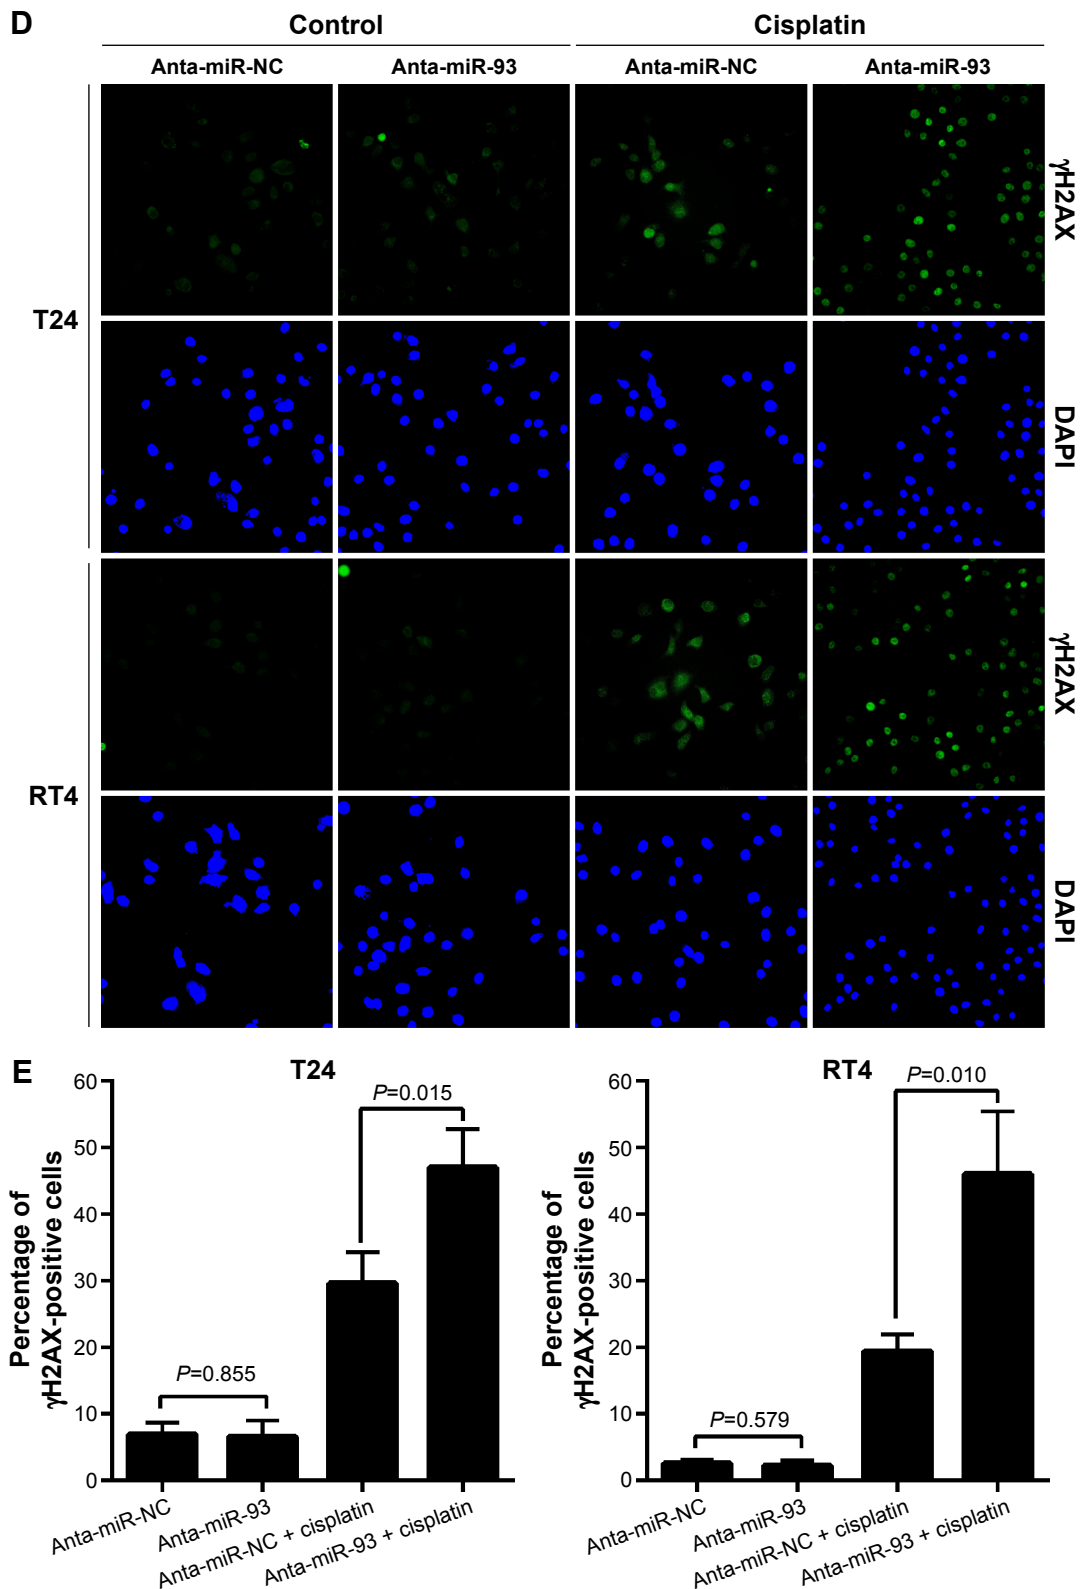 D
Control
Cisplatin
Anta-miR-NC
Anta-miR-93
Anta-miR-NC
Anta-miR-93
T24
γH2AX
DAPI
RT4
γH2AX
DAPI
E
T24
Percentage of
γH2AX-positive cells
60
50
40
30
20
10
0
P=0.855
P=0.015
Anta-miR-NC
Anta-miR-93
Anta-miR-NC + cisplatin
Anta-miR-93 + cisplatin
RT4
Percentage of
γH2AX-positive cells
60
50
40
30
20
10
0
P=0.579
P=0.010
Anta-miR-NC
Anta-miR-93
Anta-miR-NC + cisplatin
Anta-miR-93 + cisplatin